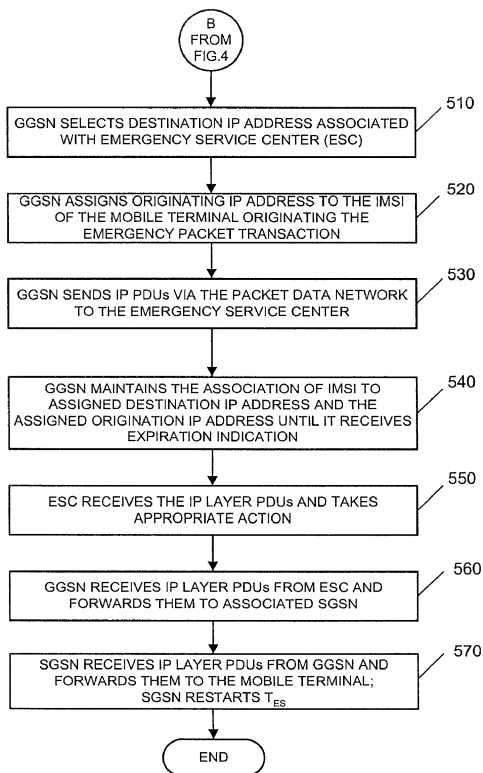 B
FROM
FIG.4
510
GGSN SELECTS DESTINATION IP ADDRESS ASSOCIATED
WITH EMERGENCY SERVICE CENTER (ESC)
520
GGSN ASSIGNS ORIGINATING IP ADDRESS TO THE IMSI
OF THE MOBILE TERMINAL ORIGINATING THE
EMERGENCY PACKET TRANSACTION
530
GGSN SENDS IP PDUs VIA THE PACKET DATA NETWORK
TO THE EMERGENCY SERVICE CENTER
540
GGSN MAINTAINS THE ASSOCIATION OF IMSI TO
ASSIGNED DESTINATION IP ADDRESS AND THE
ASSIGNED ORIGINATION IP ADDRESS UNTIL IT RECEIVES
EXPIRATION INDICATION
550
ESC RECEIVES THE IP LAYER PDUs AND TAKES
APPROPRIATE ACTION
560
GGSN RECEIVES IP LAYER PDUs FROM ESC AND
FORWARDS THEM TO ASSOCIATED SGSN
570
SGSN RECEIVES IP LAYER PDUs FROM GGSN AND
FORWARDS THEM TO THE MOBILE TERMINAL;
SGSN RESTARTS TES
END